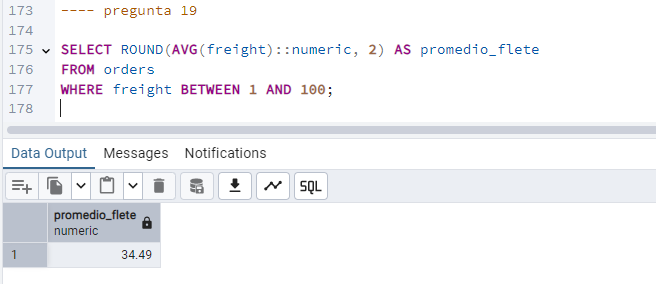 173 ---- pregunta 19
174
175 SELECT ROUND(AVG(freight)::numeric, 2) AS promedio_flete
176 FROM orders
177 WHERE freight BETWEEN 1 AND 100;
178
Data Output Messages Notifications
SQL
promedio_flete
numeric
1 34.49